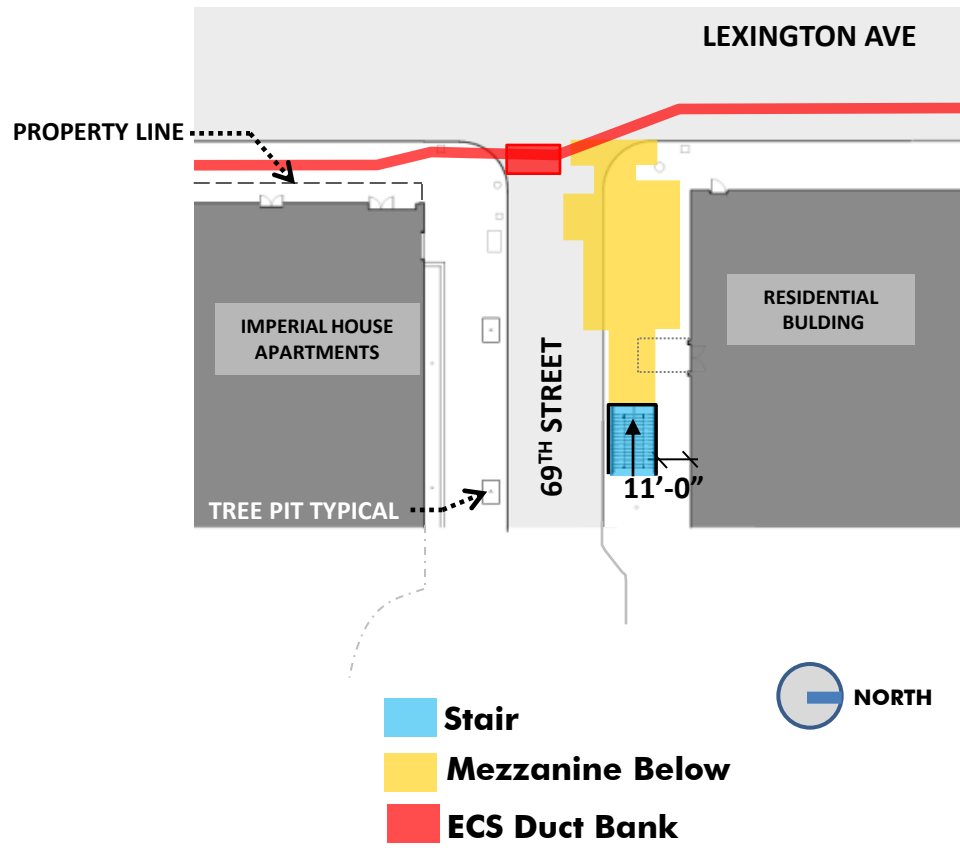 LEXINGTON AVE
PROPERTY LINE
IMPERIAL HOUSE
APARTMENTS
RESIDENTIAL
BULDING
69TH STREET
11’-0”
TREE PIT TYPICAL
NORTH
Stair
Mezzanine Below
ECS Duct Bank